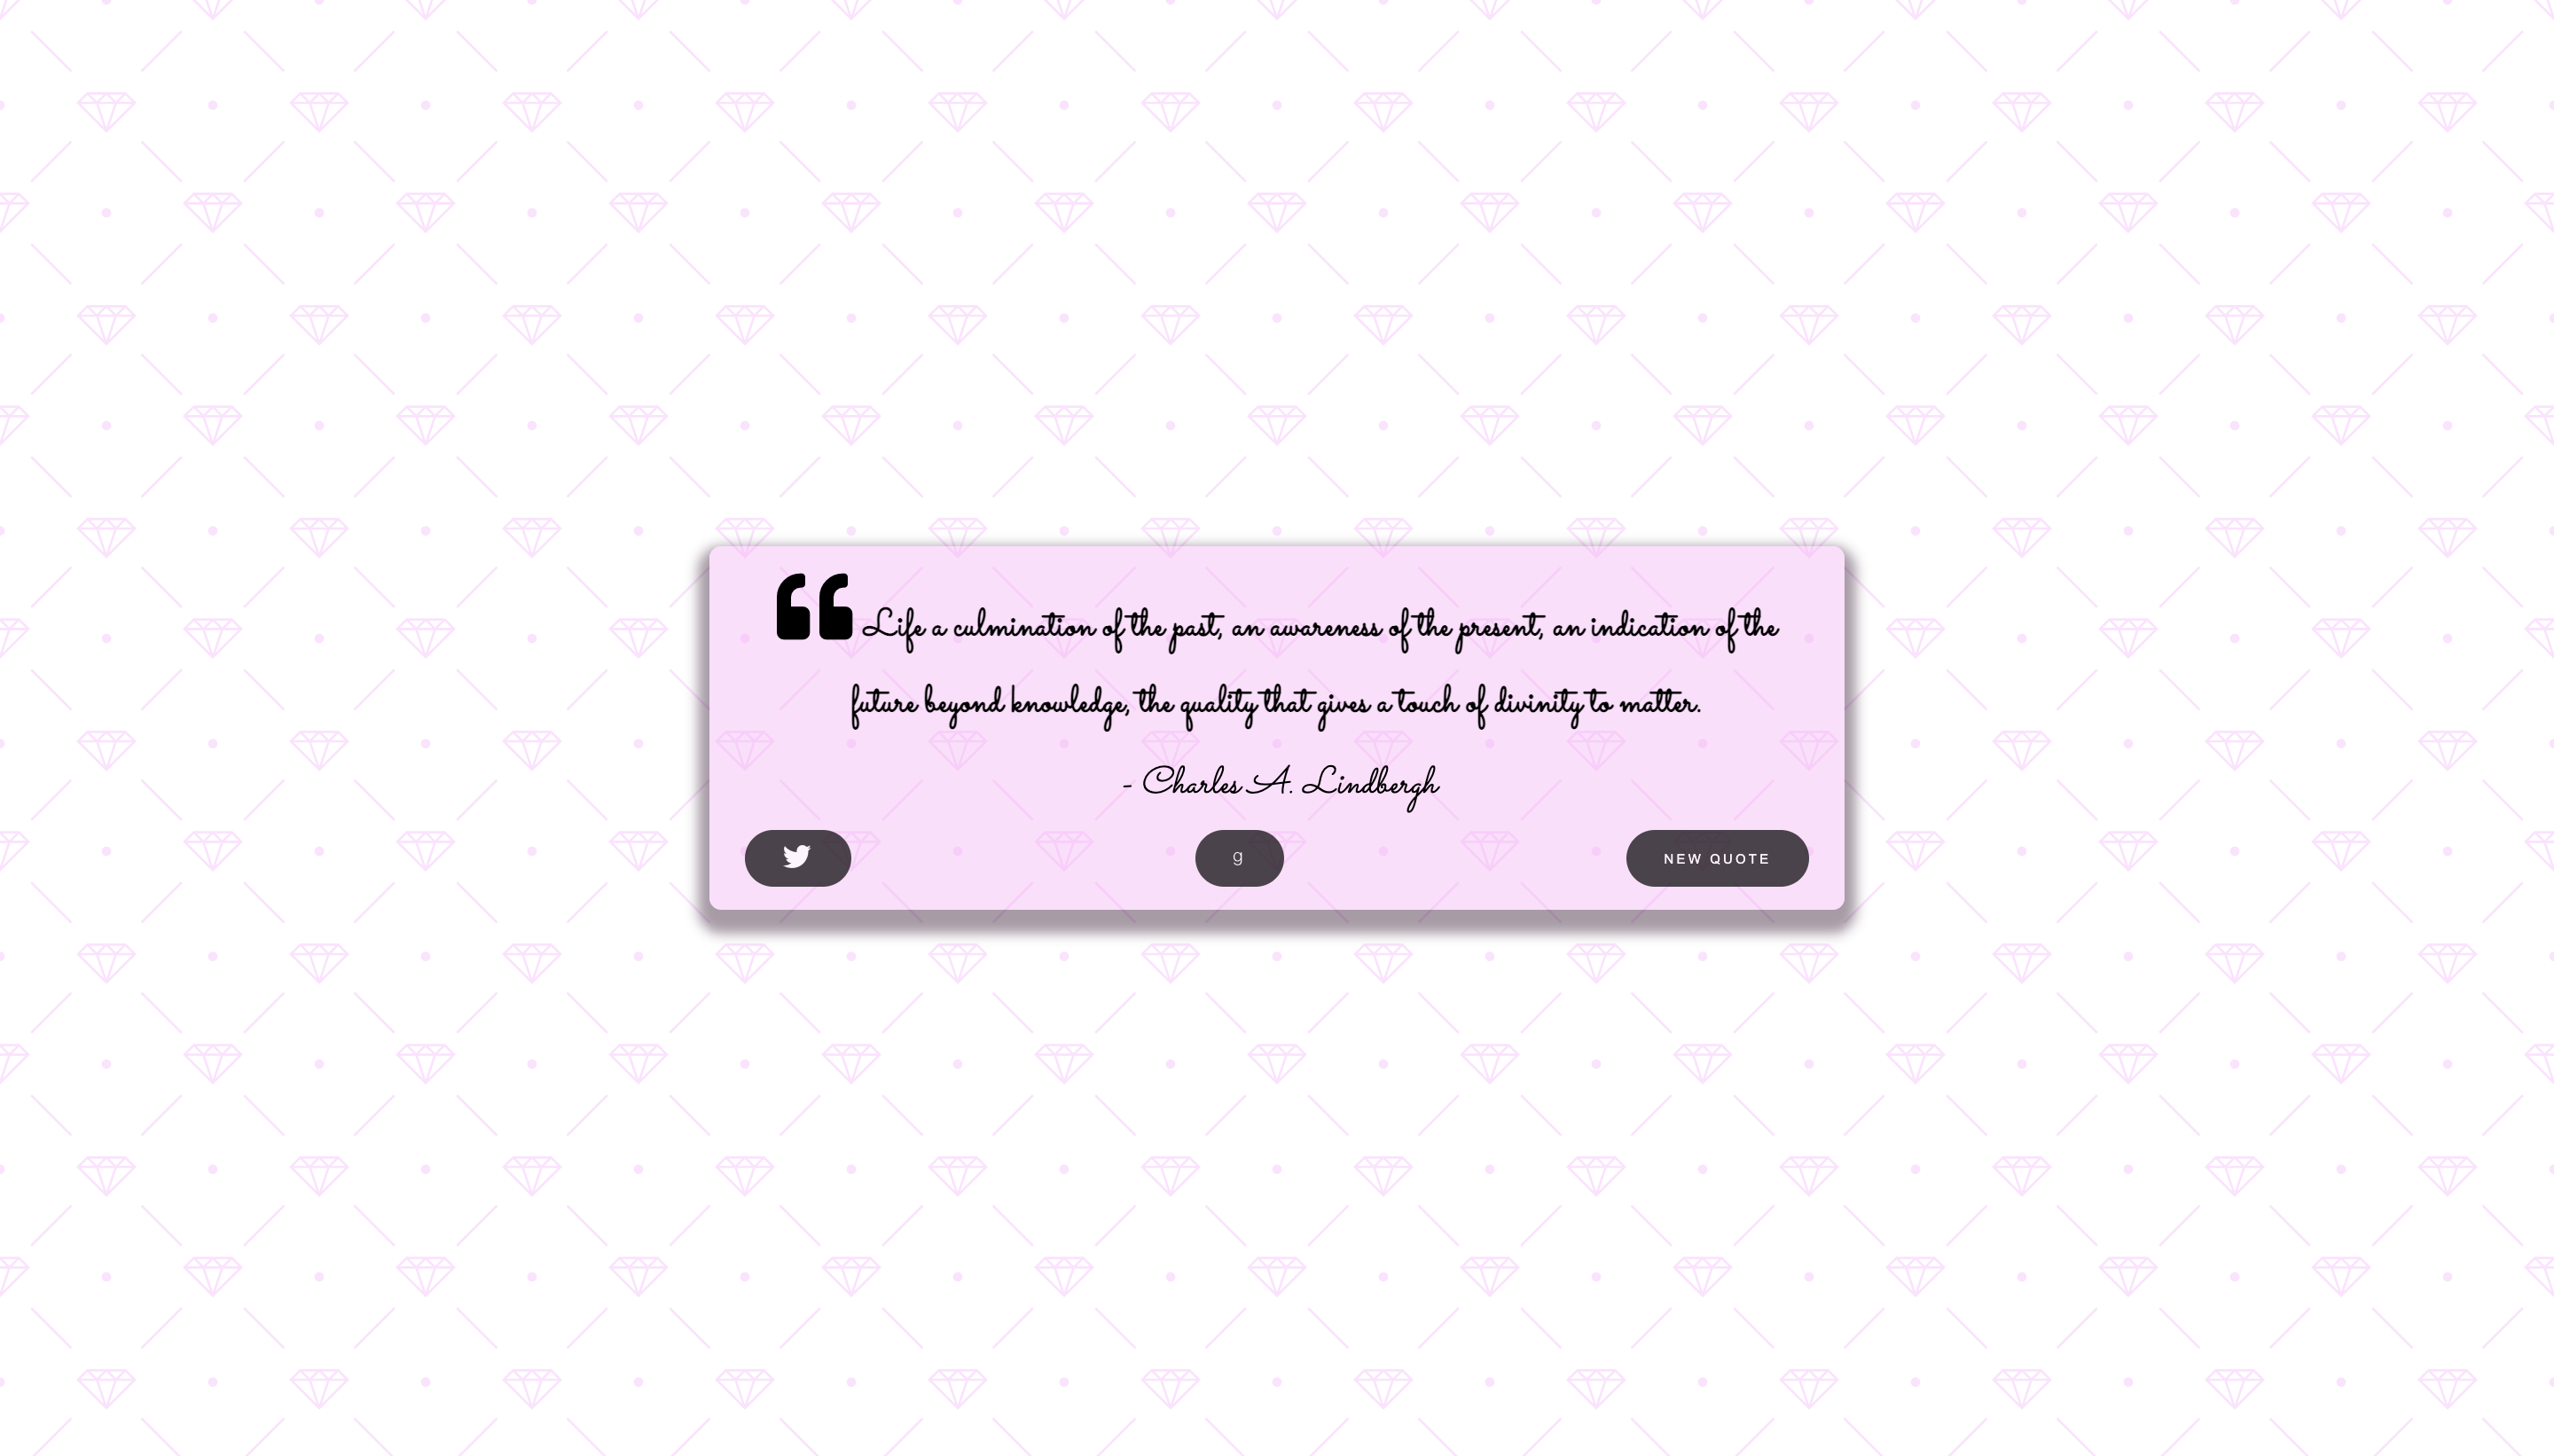 Life a culmination of the past, an awareness of the present, an indication of the
future beyond knowledge, the quality that gives a touch of divinity to matter.
- Charles A. Lindbergh
g
NEW QUOTE